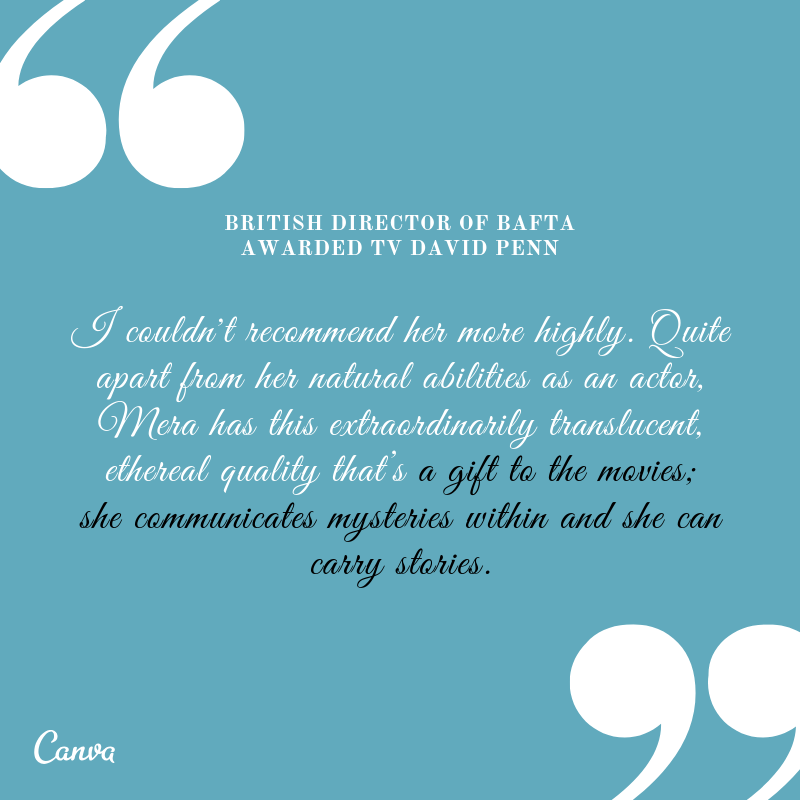 BRITISH DIRECTOR OF BAFTA
AWARDED TV DAVID PENN
I couldn't recommend her more highly. Quite
apart from her natural abilities as an actor,
Mera has this extraordinarily translucent,
ethereal quality that's a gift to the movies;
she communicates mysteries within and she can
carry stories.
Canva